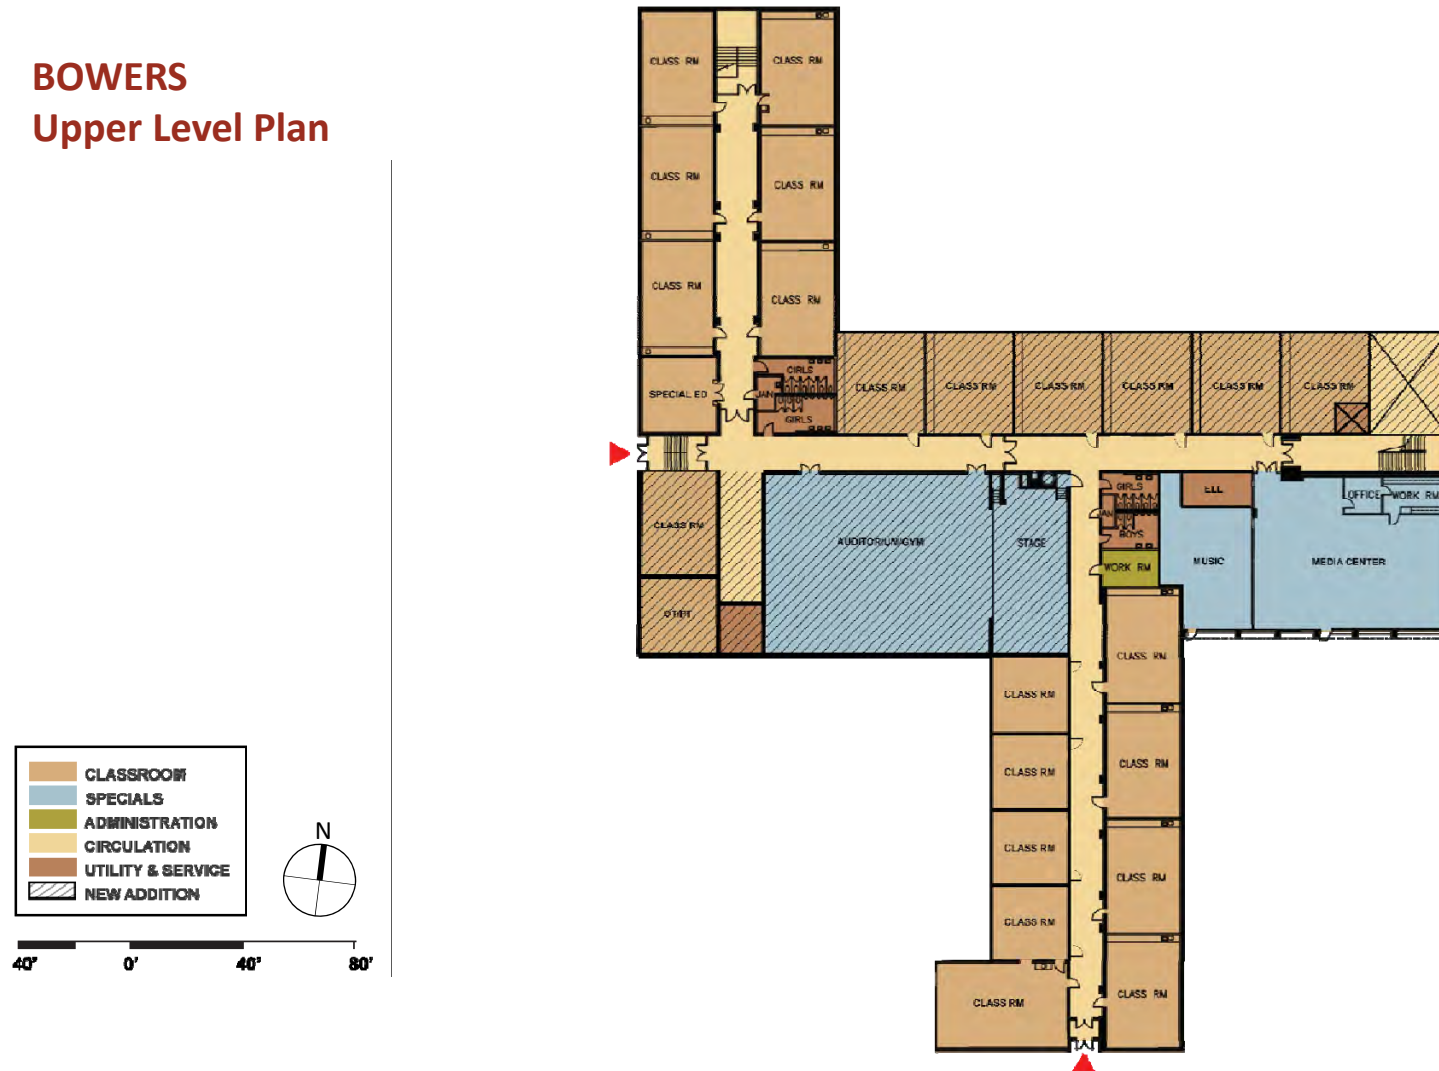 BOWERS
Upper Level Plan
CLASS RM
CLASS RM
CLASS RM
CLASS RM
CLASS RM
CLASS RM
SPECIAL ED
GIRLS
JAN
GIRLS
CLASS RM
CLASS RM
CLASS RM
CLASS RM
CLASS RM
CLASS RM
CLASS RM
OT/PT
AUDITORIUM/GYM
STAGE
GIRLS
JAN
BOYS
WORK RM
ELL
MUSIC
OFFICE
WORK RM
MEDIA CENTER
CLASS RM
CLASS RM
CLASS RM
CLASS RM
CLASS RM
CLASS RM
CLASS RM
CLASS RM
CLASS RM
CLASSROOM
SPECIALS
ADMINISTRATION
CIRCULATION
UTILITY & SERVICE
NEW ADDITION
N
40' 0' 40' 80'